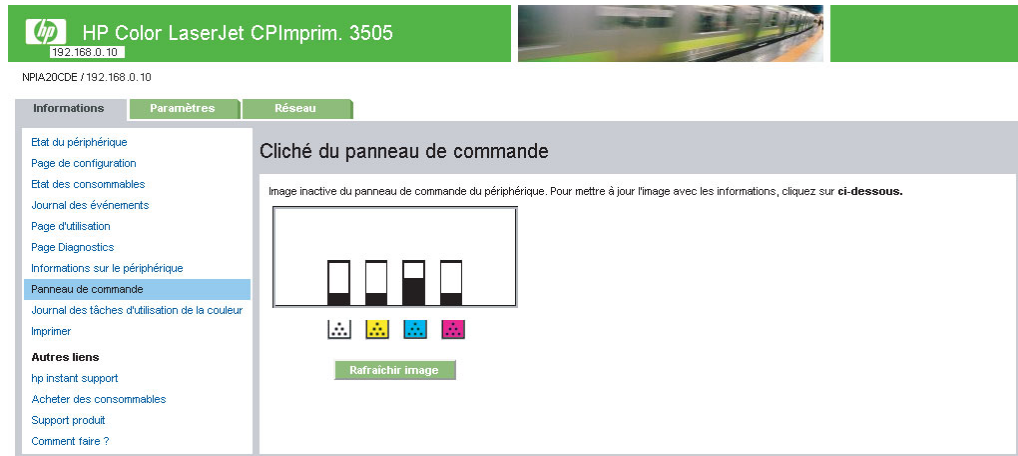 hp
HP Color LaserJet CPImprim. 3505
192.168.0.10
NPIA20CDE / 192.168.0.10
Informations
Paramètres
Réseau
Etat du périphérique
Page de configuration
Etat des consommables
Journal des événements
Page d'utilisation
Page Diagnostics
Informations sur le périphérique
Panneau de commande
Journal des tâches d'utilisation de la couleur
Imprimer
Autres liens
hp instant support
Acheter des consommables
Support produit
Comment faire ?
Cliché du panneau de commande
Image inactive du panneau de commande du périphérique. Pour mettre à jour l'image avec les informations, cliquez sur ci-dessous.
Rafraîchir image